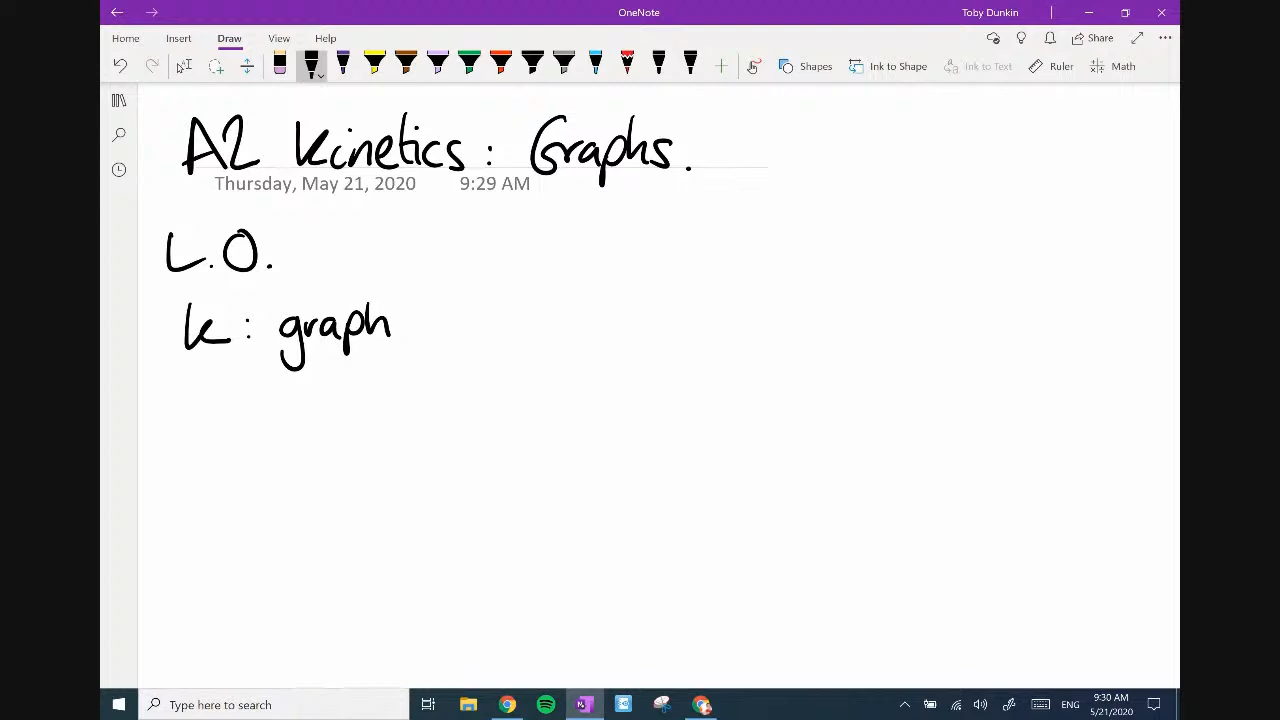 OneNote
Toby Dunkin
Home Insert Draw View Help
Share
Shapes Ink to Shape Ink to Text Ruler Math
A2 Kinetics : Graphs.
Thursday, May 21, 2020 9:29 AM
L.O.
k : graph
Type here to search
ENG
9:30 AM
5/21/2020